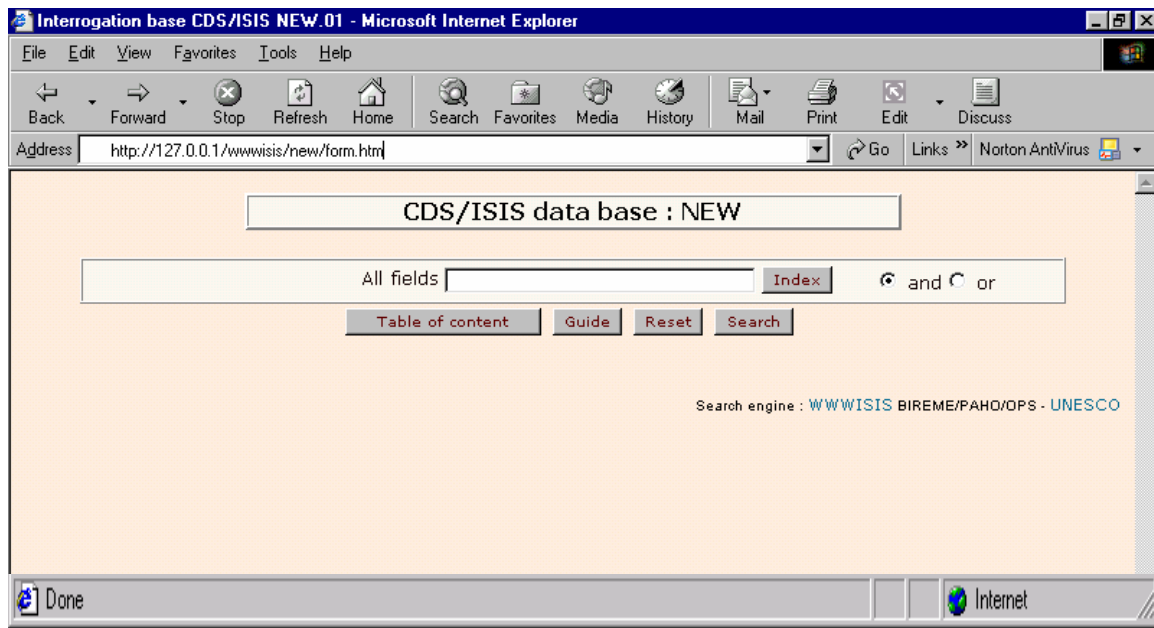 Interrogation base CDS/ISIS NEW.01 - Microsoft Internet Explorer
File Edit View Favorites Tools Help
Back Forward Stop Refresh Home Search Favorites Media History Mail Print Edit Discuss
Address http://127.0.0.1/wwwisis/new/form.htm Go Links » Norton AntiVirus
CDS/ISIS data base : NEW
All fields Index and or
Table of content Guide Reset Search
Search engine : WWWISIS BIREME/PAHO/OPS - UNESCO
Done Internet